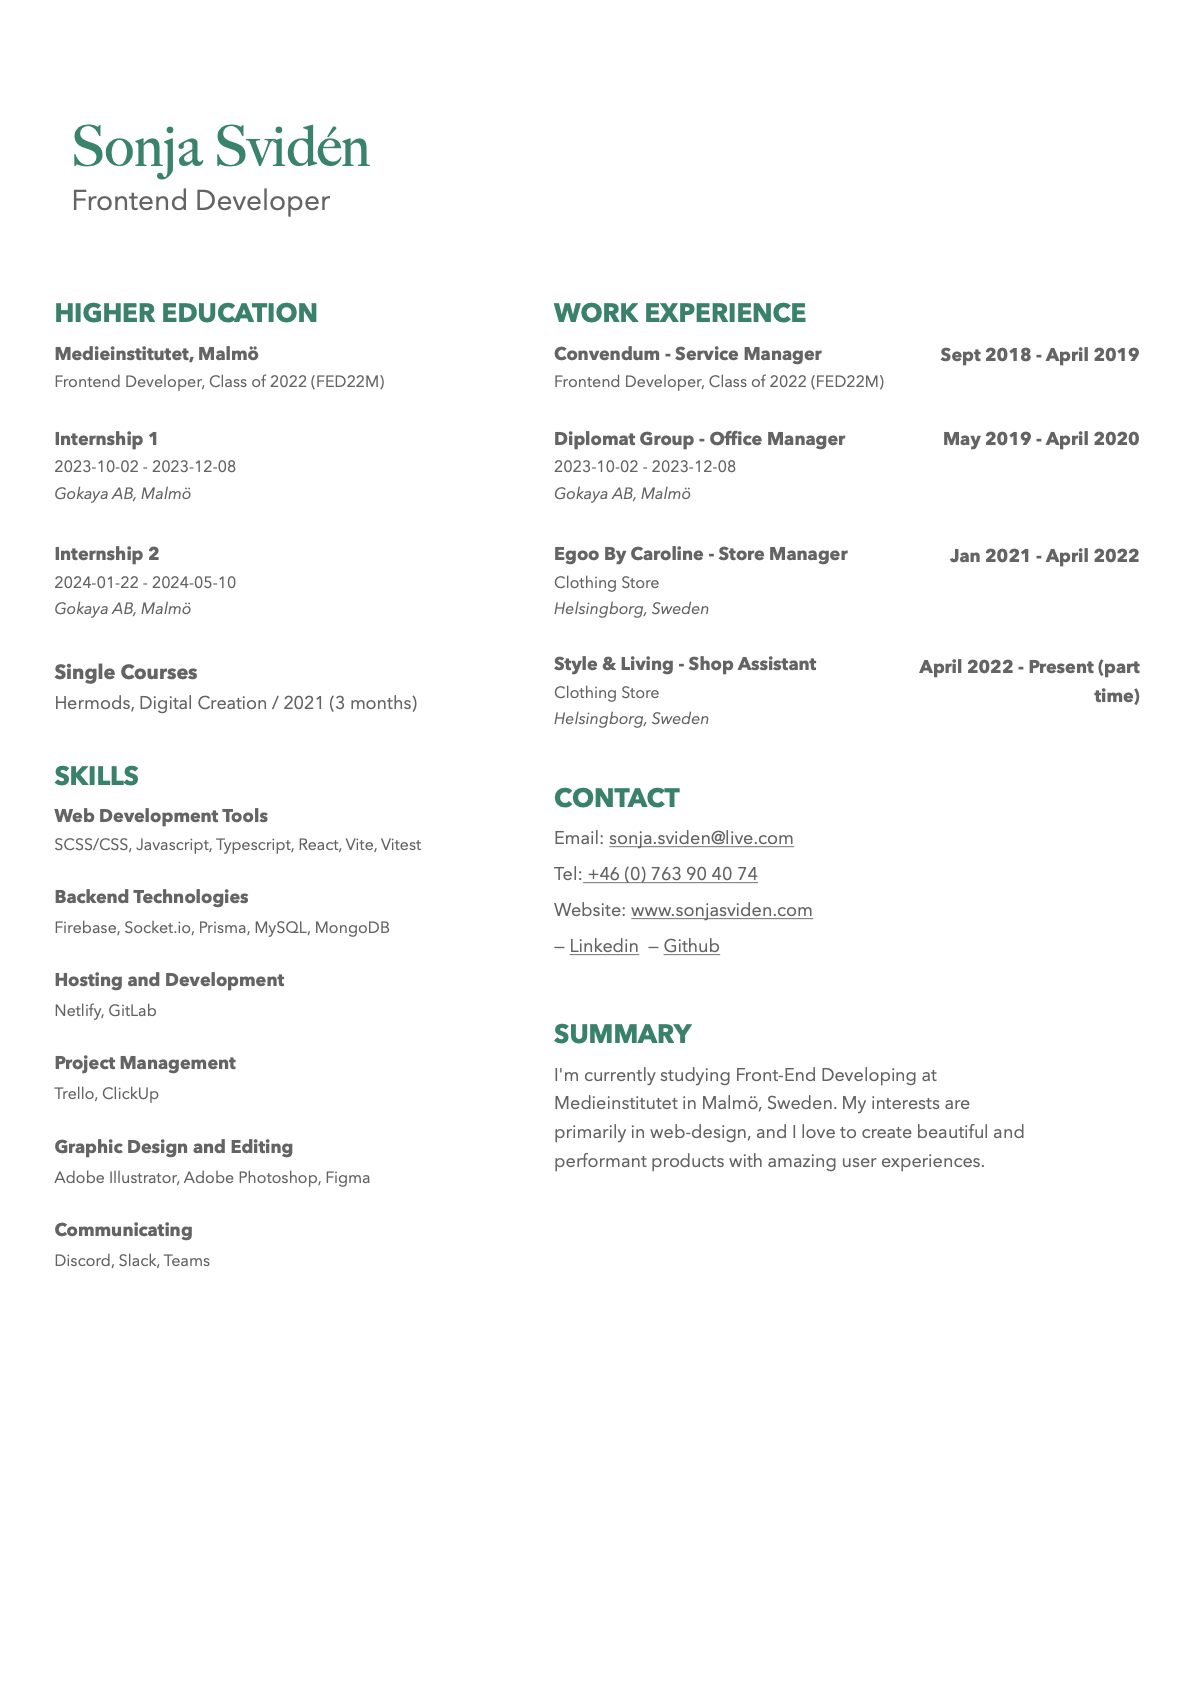 Sonja Svidén
Frontend Developer
HIGHER EDUCATION
Medieinstitutet, Malmö
Frontend Developer, Class of 2022 (FED22M)
Internship 1
2023-10-02 - 2023-12-08
Gokaya AB, Malmö
Internship 2
2024-01-22 - 2024-05-10
Gokaya AB, Malmö
Single Courses
Hermods, Digital Creation / 2021 (3 months)
SKILLS
Web Development Tools
SCSS/CSS, Javascript, Typescript, React, Vite, Vitest
Backend Technologies
Firebase, Socket.io, Prisma, MySQL, MongoDB
Hosting and Development
Netlify, GitLab
Project Management
Trello, ClickUp
Graphic Design and Editing
Adobe Illustrator, Adobe Photoshop, Figma
Communicating
Discord, Slack, Teams
WORK EXPERIENCE
Convendum - Service Manager Sept 2018 - April 2019
Frontend Developer, Class of 2022 (FED22M)
Diplomat Group - Office Manager May 2019 - April 2020
2023-10-02 - 2023-12-08
Gokaya AB, Malmö
Egoo By Caroline - Store Manager Jan 2021 - April 2022
Clothing Store
Helsingborg, Sweden
Style & Living - Shop Assistant April 2022 - Present (part
time)
Clothing Store
Helsingborg, Sweden
CONTACT
Email: sonja.sviden@live.com
Tel: +46 (0) 763 90 40 74
Website: www.sonjasviden.com
– Linkedin – Github
SUMMARY
I'm currently studying Front-End Developing at
Medieinstitutet in Malmö, Sweden. My interests are
primarily in web-design, and I love to create beautiful and
performant products with amazing user experiences.